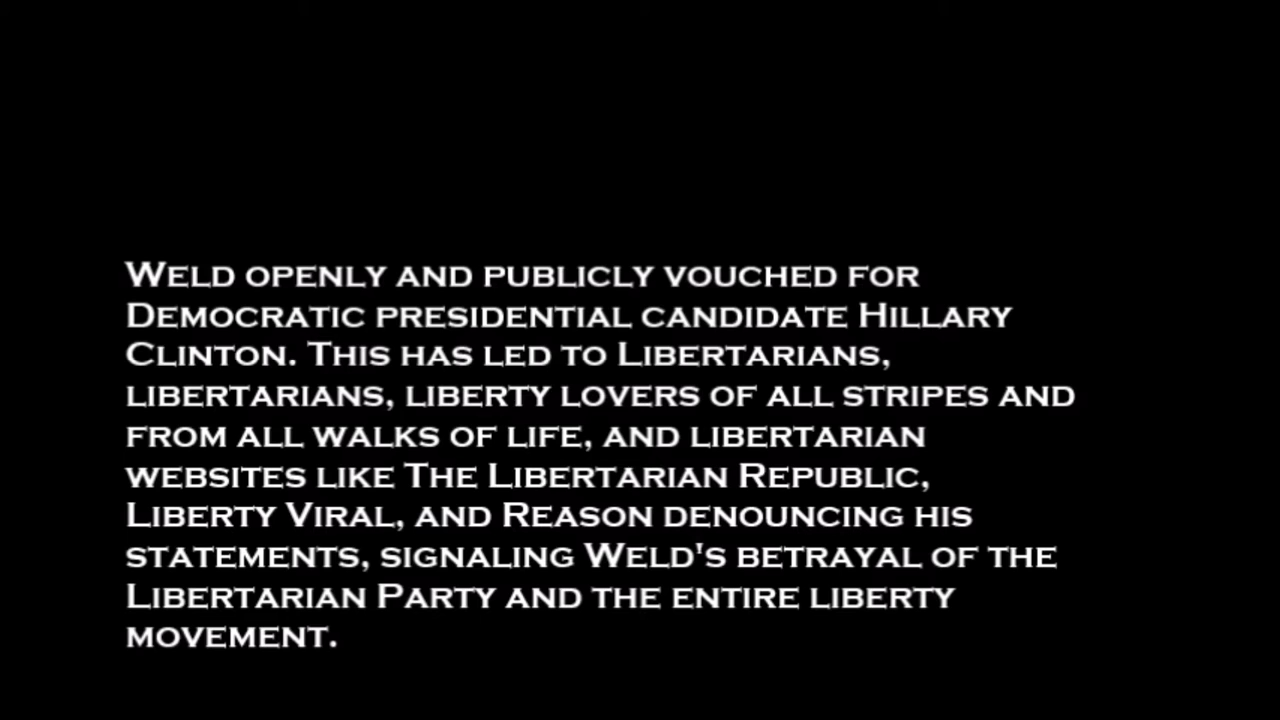 Weld openly and publicly vouched for
Democratic presidential candidate Hillary
Clinton. This has led to Libertarians,
libertarians, liberty lovers of all stripes and
from all walks of life, and libertarian
websites like The Libertarian Republic,
Liberty Viral, and Reason denouncing his
statements, signaling Weld's betrayal of the
Libertarian Party and the entire liberty
movement.